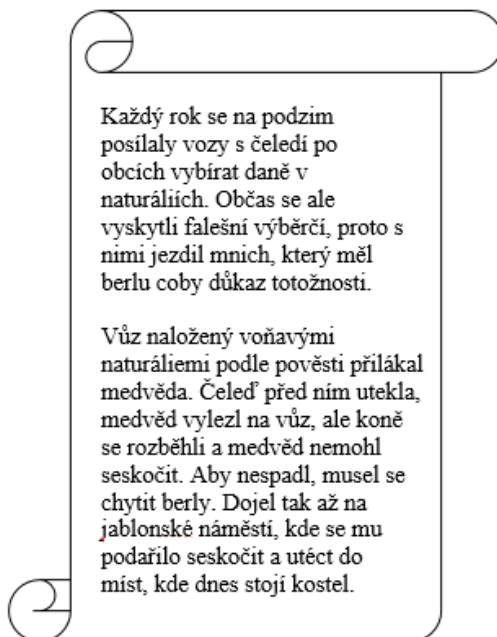 Každý rok se na podzim
posílaly vozy s čeledí po
obcích vybírat daně v
naturáliích. Občas se ale
vyskytli falešní výběrčí, proto s
nimi jezdil mnich, který měl
berlu coby důkaz totožnosti.
Vůz naložený voňavými
naturáliemi podle pověsti přilákal
medvěda. Čeleď před ním utekla,
medvěd vylezl na vůz, ale koně
se rozběhli a medvěd nemohl
seskočit. Aby nespadl, musel se
chytit berly. Dojel tak až na
jablonské náměstí, kde se mu
podařilo seskočit a utéct do
míst, kde dnes stojí kostel.